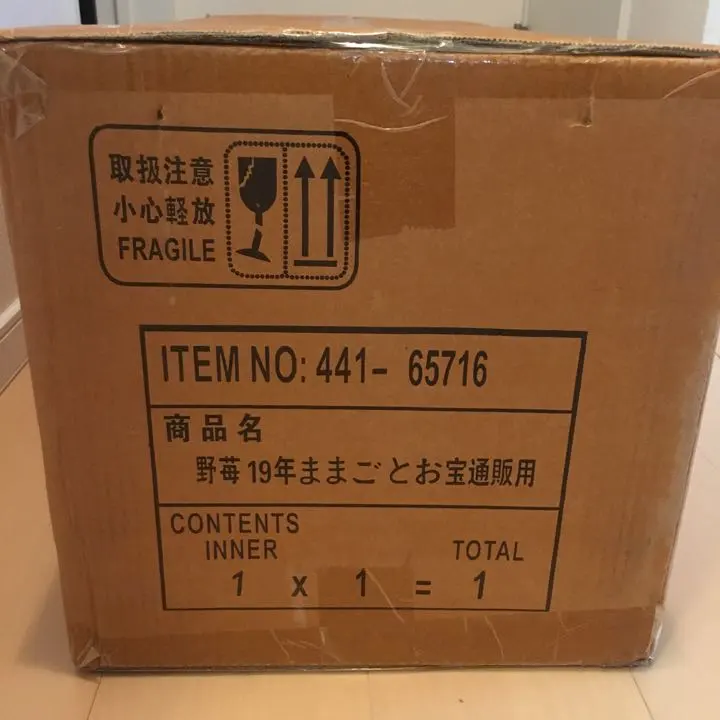 取扱注意
小心軽放
FRAGILE
ITEM NO: 441- 65716
商品名
野苺19年ままごとお宝通販用
CONTENTS
INNER TOTAL
1 x 1 = 1